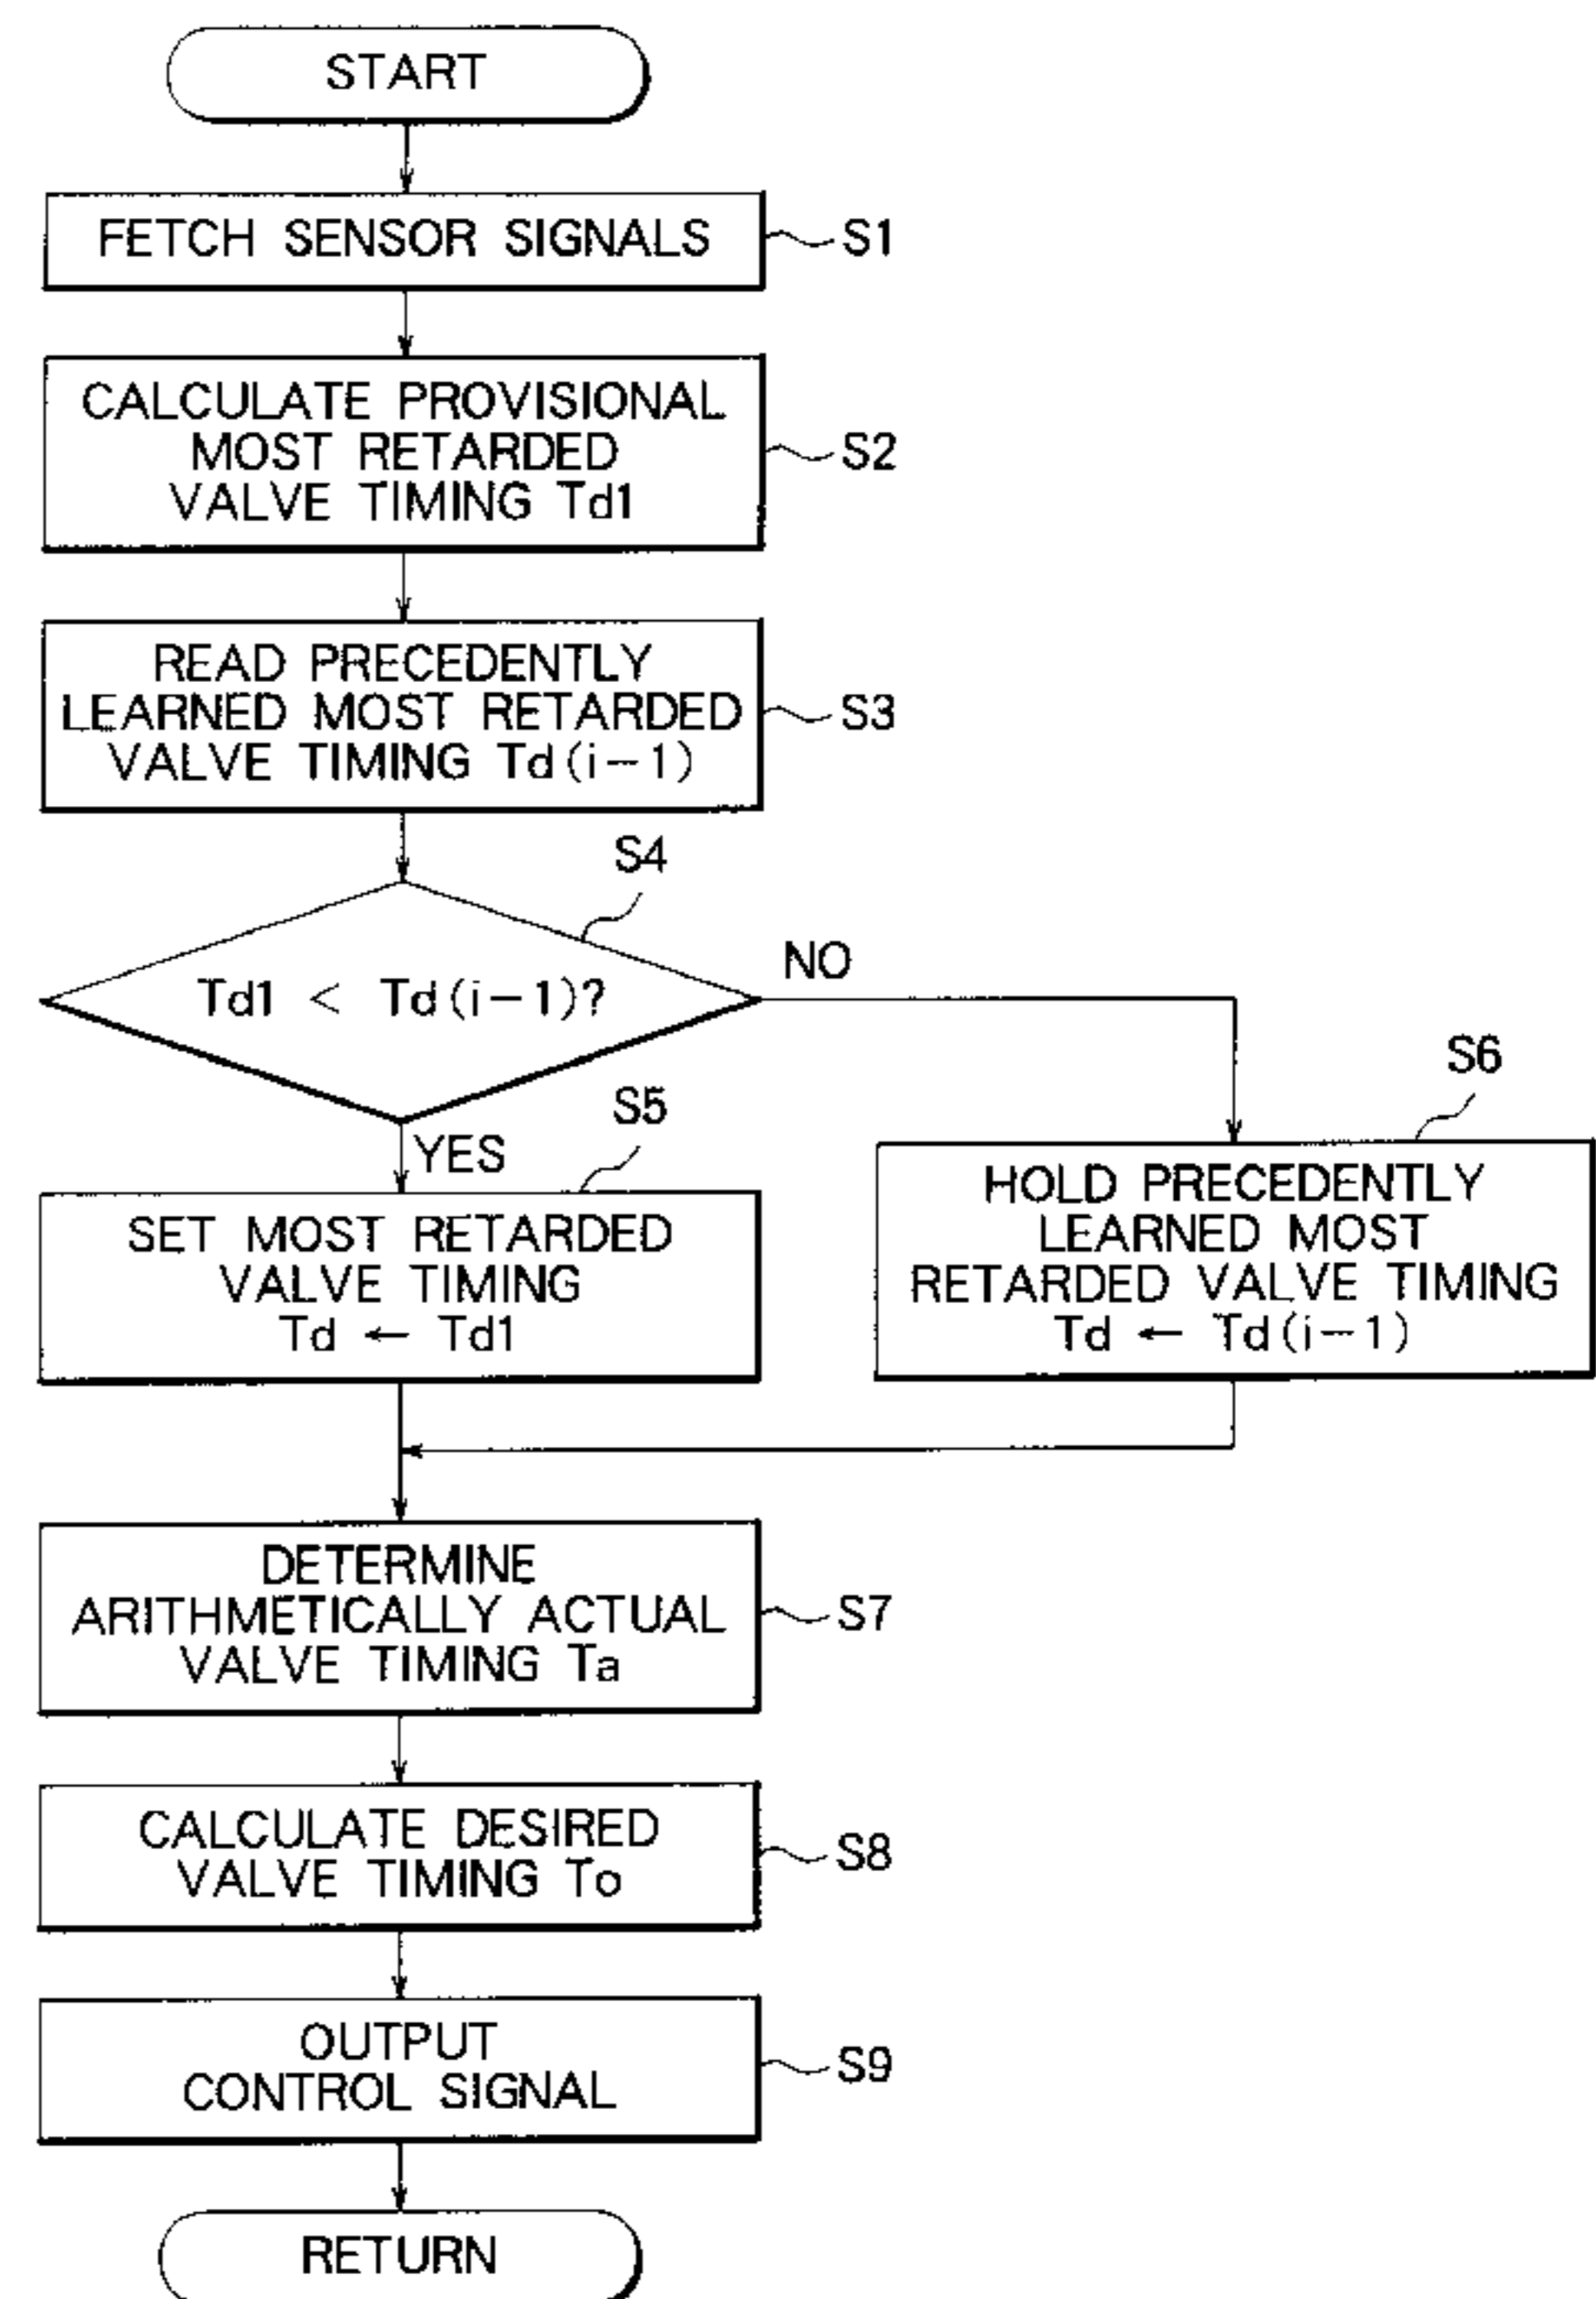 START
FETCH SENSOR SIGNALS
S1
CALCULATE PROVISIONAL
MOST RETARDED
VALVE TIMING Td1
S2
READ PRECEDENTLY
LEARNED MOST RETARDED
VALVE TIMING Td(i-1)
S3
S4
Td1 < Td(i-1)?
NO
YES
S5
SET MOST RETARDED
VALVE TIMING
Td ← Td1
S6
HOLD PRECEDENTLY
LEARNED MOST
RETARDED VALVE TIMING
Td ← Td(i-1)
DETERMINE
ARITHMETICALLY ACTUAL
VALVE TIMING Ta
S7
CALCULATE DESIRED
VALVE TIMING To
S8
OUTPUT
CONTROL SIGNAL
S9
RETURN